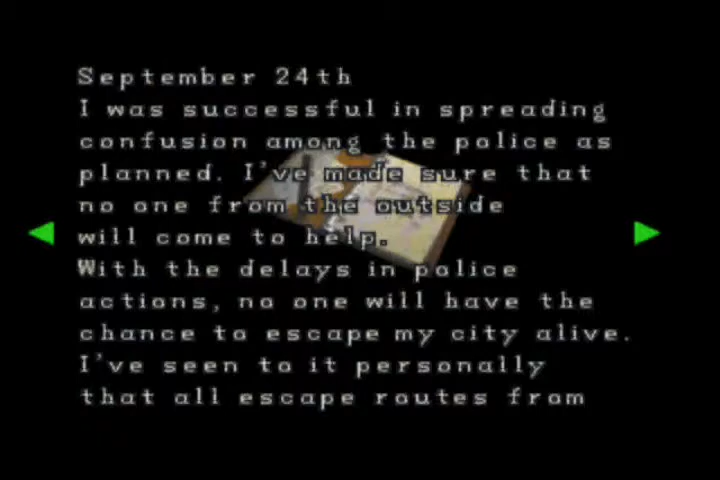 September 24th
I was successful in spreading
confusion among the police as
planned. I've made sure that
no one from the outside
will come to help.
With the delays in police
actions, no one will have the
chance to escape my city alive.
I've seen to it personally
that all escape routes from